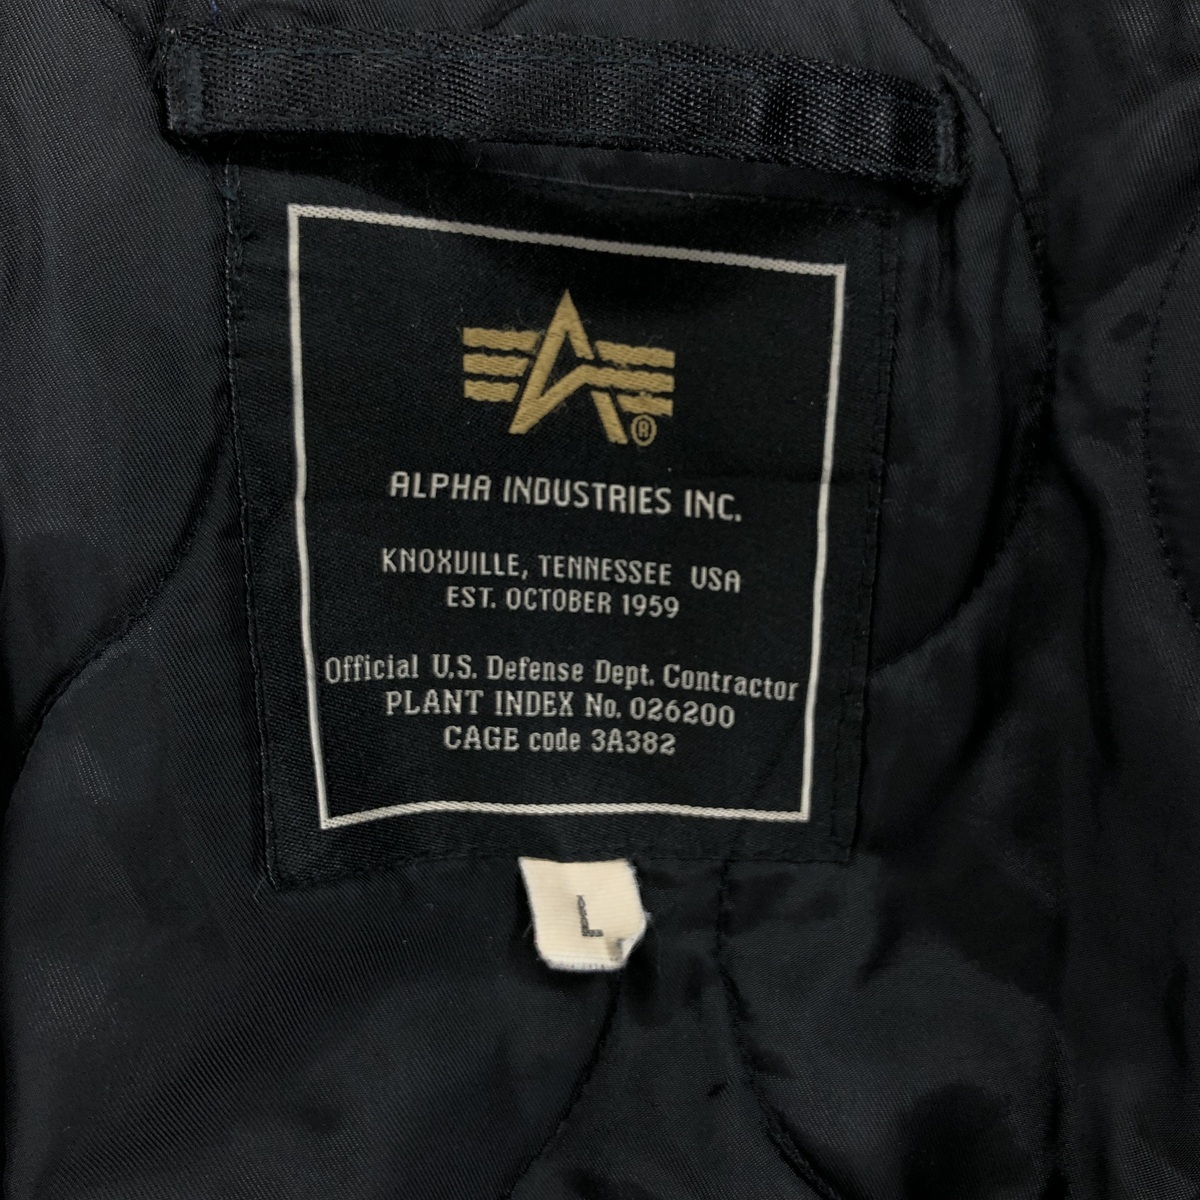 ®
ALPHA INDUSTRIES INC.
KNOXVILLE, TENNESSEE USA
EST. OCTOBER 1959
Official U.S. Defense Dept. Contractor
PLANT INDEX No. 026200
CAGE code 3A382
L